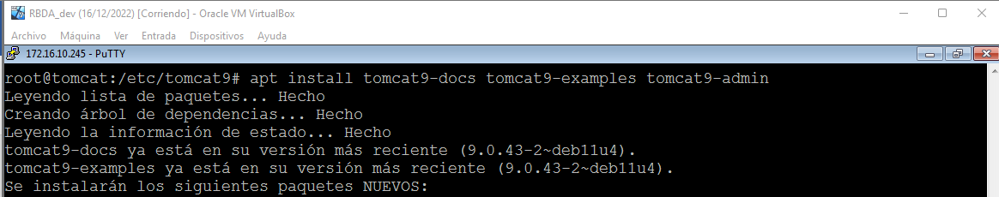 RBDA_dev (16/12/2022) [Corriendo] - Oracle VM VirtualBox
Archivo Máquina Ver Entrada Dispositivos Ayuda
172.16.10.245 - PuTTY
root@tomcat:/etc/tomcat9# apt install tomcat9-docs tomcat9-examples tomcat9-admin
Leyendo lista de paquetes... Hecho
Creando árbol de dependencias... Hecho
Leyendo la información de estado... Hecho
tomcat9-docs ya está en su versión más reciente (9.0.43-2~deb11u4).
tomcat9-examples ya está en su versión más reciente (9.0.43-2~deb11u4).
Se instalarán los siguientes paquetes NUEVOS: